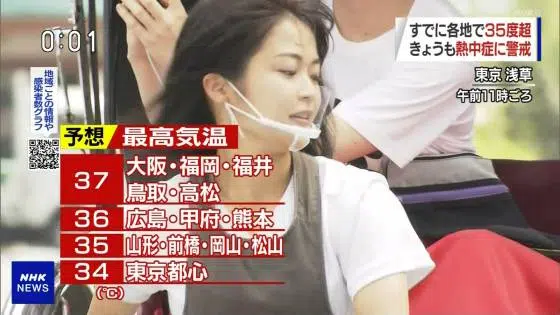 0:01
NHK
すでに各地で35度超
きょうも熱中症に警戒
東京 浅草
午前11時ごろ
地域ごとの情報や
感染者数グラフ
予想 最高気温
37 大阪・福岡・福井
鳥取・高松
36 広島・甲府・熊本
35 山形・前橋・岡山・松山
34 東京都心
(℃)
NHK
NEWS